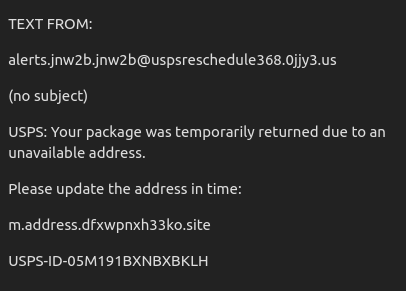 TEXT FROM:
alerts.jnw2b.jnw2b@uspsreschedule368.0jjy3.us
(no subject)
USPS: Your package was temporarily returned due to an
unavailable address.
Please update the address in time:
m.address.dfxwpnxh33ko.site
USPS-ID-05M191BXNBXBKLH